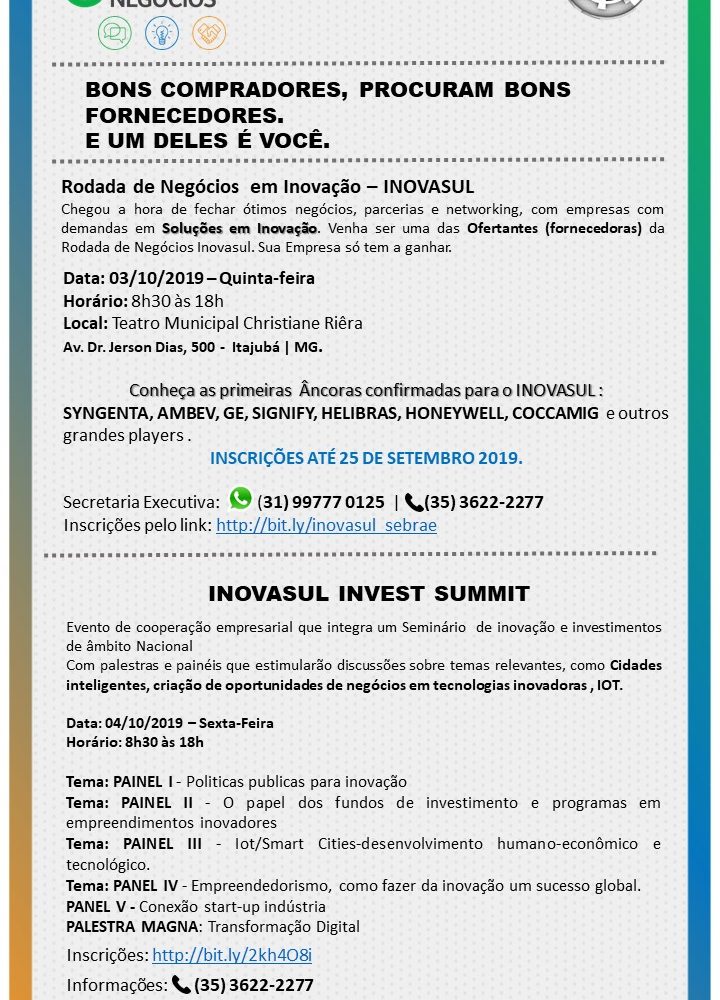 NEGÓCIOS
BONS COMPRADORES, PROCURAM BONS
FORNECEDORES.
E UM DELES É VOCÊ.
Rodada de Negócios em Inovação – INOVASUL
Chegou a hora de fechar ótimos negócios, parcerias e networking, com empresas com
demandas em Soluções em Inovação. Venha ser uma das Ofertantes (fornecedoras) da
Rodada de Negócios Inovasul. Sua Empresa só tem a ganhar.
Data: 03/10/2019 – Quinta-feira
Horário: 8h30 às 18h
Local: Teatro Municipal Christiane Riêra
Av. Dr. Jerson Dias, 500 - Itajubá | MG.
Conheça as primeiras Âncoras confirmadas para o INOVASUL :
SYNGENTA, AMBEV, GE, SIGNIFY, HELIBRAS, HONEYWELL, COCCAMIG e outros
grandes players .
INSCRIÇÕES ATÉ 25 DE SETEMBRO 2019.
Secretaria Executiva: (31) 99777 0125 | (35) 3622-2277
Inscrições pelo link: http://bit.ly/inovasul_sebrae
INOVASUL INVEST SUMMIT
Evento de cooperação empresarial que integra um Seminário de inovação e investimentos
de âmbito Nacional
Com palestras e painéis que estimularão discussões sobre temas relevantes, como Cidades
inteligentes, criação de oportunidades de negócios em tecnologias inovadoras , IOT.
Data: 04/10/2019 – Sexta-Feira
Horário: 8h30 às 18h
Tema: PAINEL I - Politicas publicas para inovação
Tema: PAINEL II - O papel dos fundos de investimento e programas em
empreendimentos inovadores
Tema: PAINEL III - Iot/Smart Cities-desenvolvimento humano-econômico e
tecnológico.
Tema: PANEL IV - Empreendedorismo, como fazer da inovação um sucesso global.
PANEL V - Conexão start-up indústria
PALESTRA MAGNA: Transformação Digital
Inscrições: http://bit.ly/2kh4O8i
Informações: (35) 3622-2277